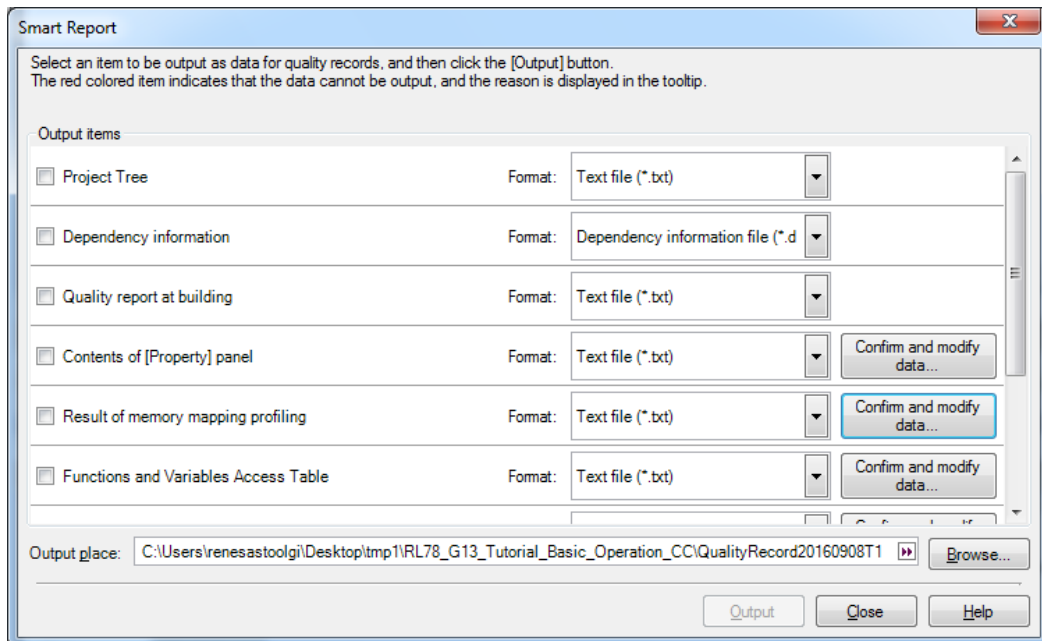 Smart Report
Select an item to be output as data for quality records, and then click the [Output] button.
The red colored item indicates that the data cannot be output, and the reason is displayed in the tooltip.
Output items
Project Tree Format: Text file (*.txt)
Dependency information Format: Dependency information file (*.d
Quality report at building Format: Text file (*.txt)
Contents of [Property] panel Format: Text file (*.txt) Confirm and modify
data...
Result of memory mapping profiling Format: Text file (*.txt) Confirm and modify
data...
Functions and Variables Access Table Format: Text file (*.txt) Confirm and modify
data...
Output place: C:\Users\renesastoolgi\Desktop\tmp1\RL78_G13_Tutorial_Basic_Operation_CC\QualityRecord20160908T1 Browse...
Output Close Help